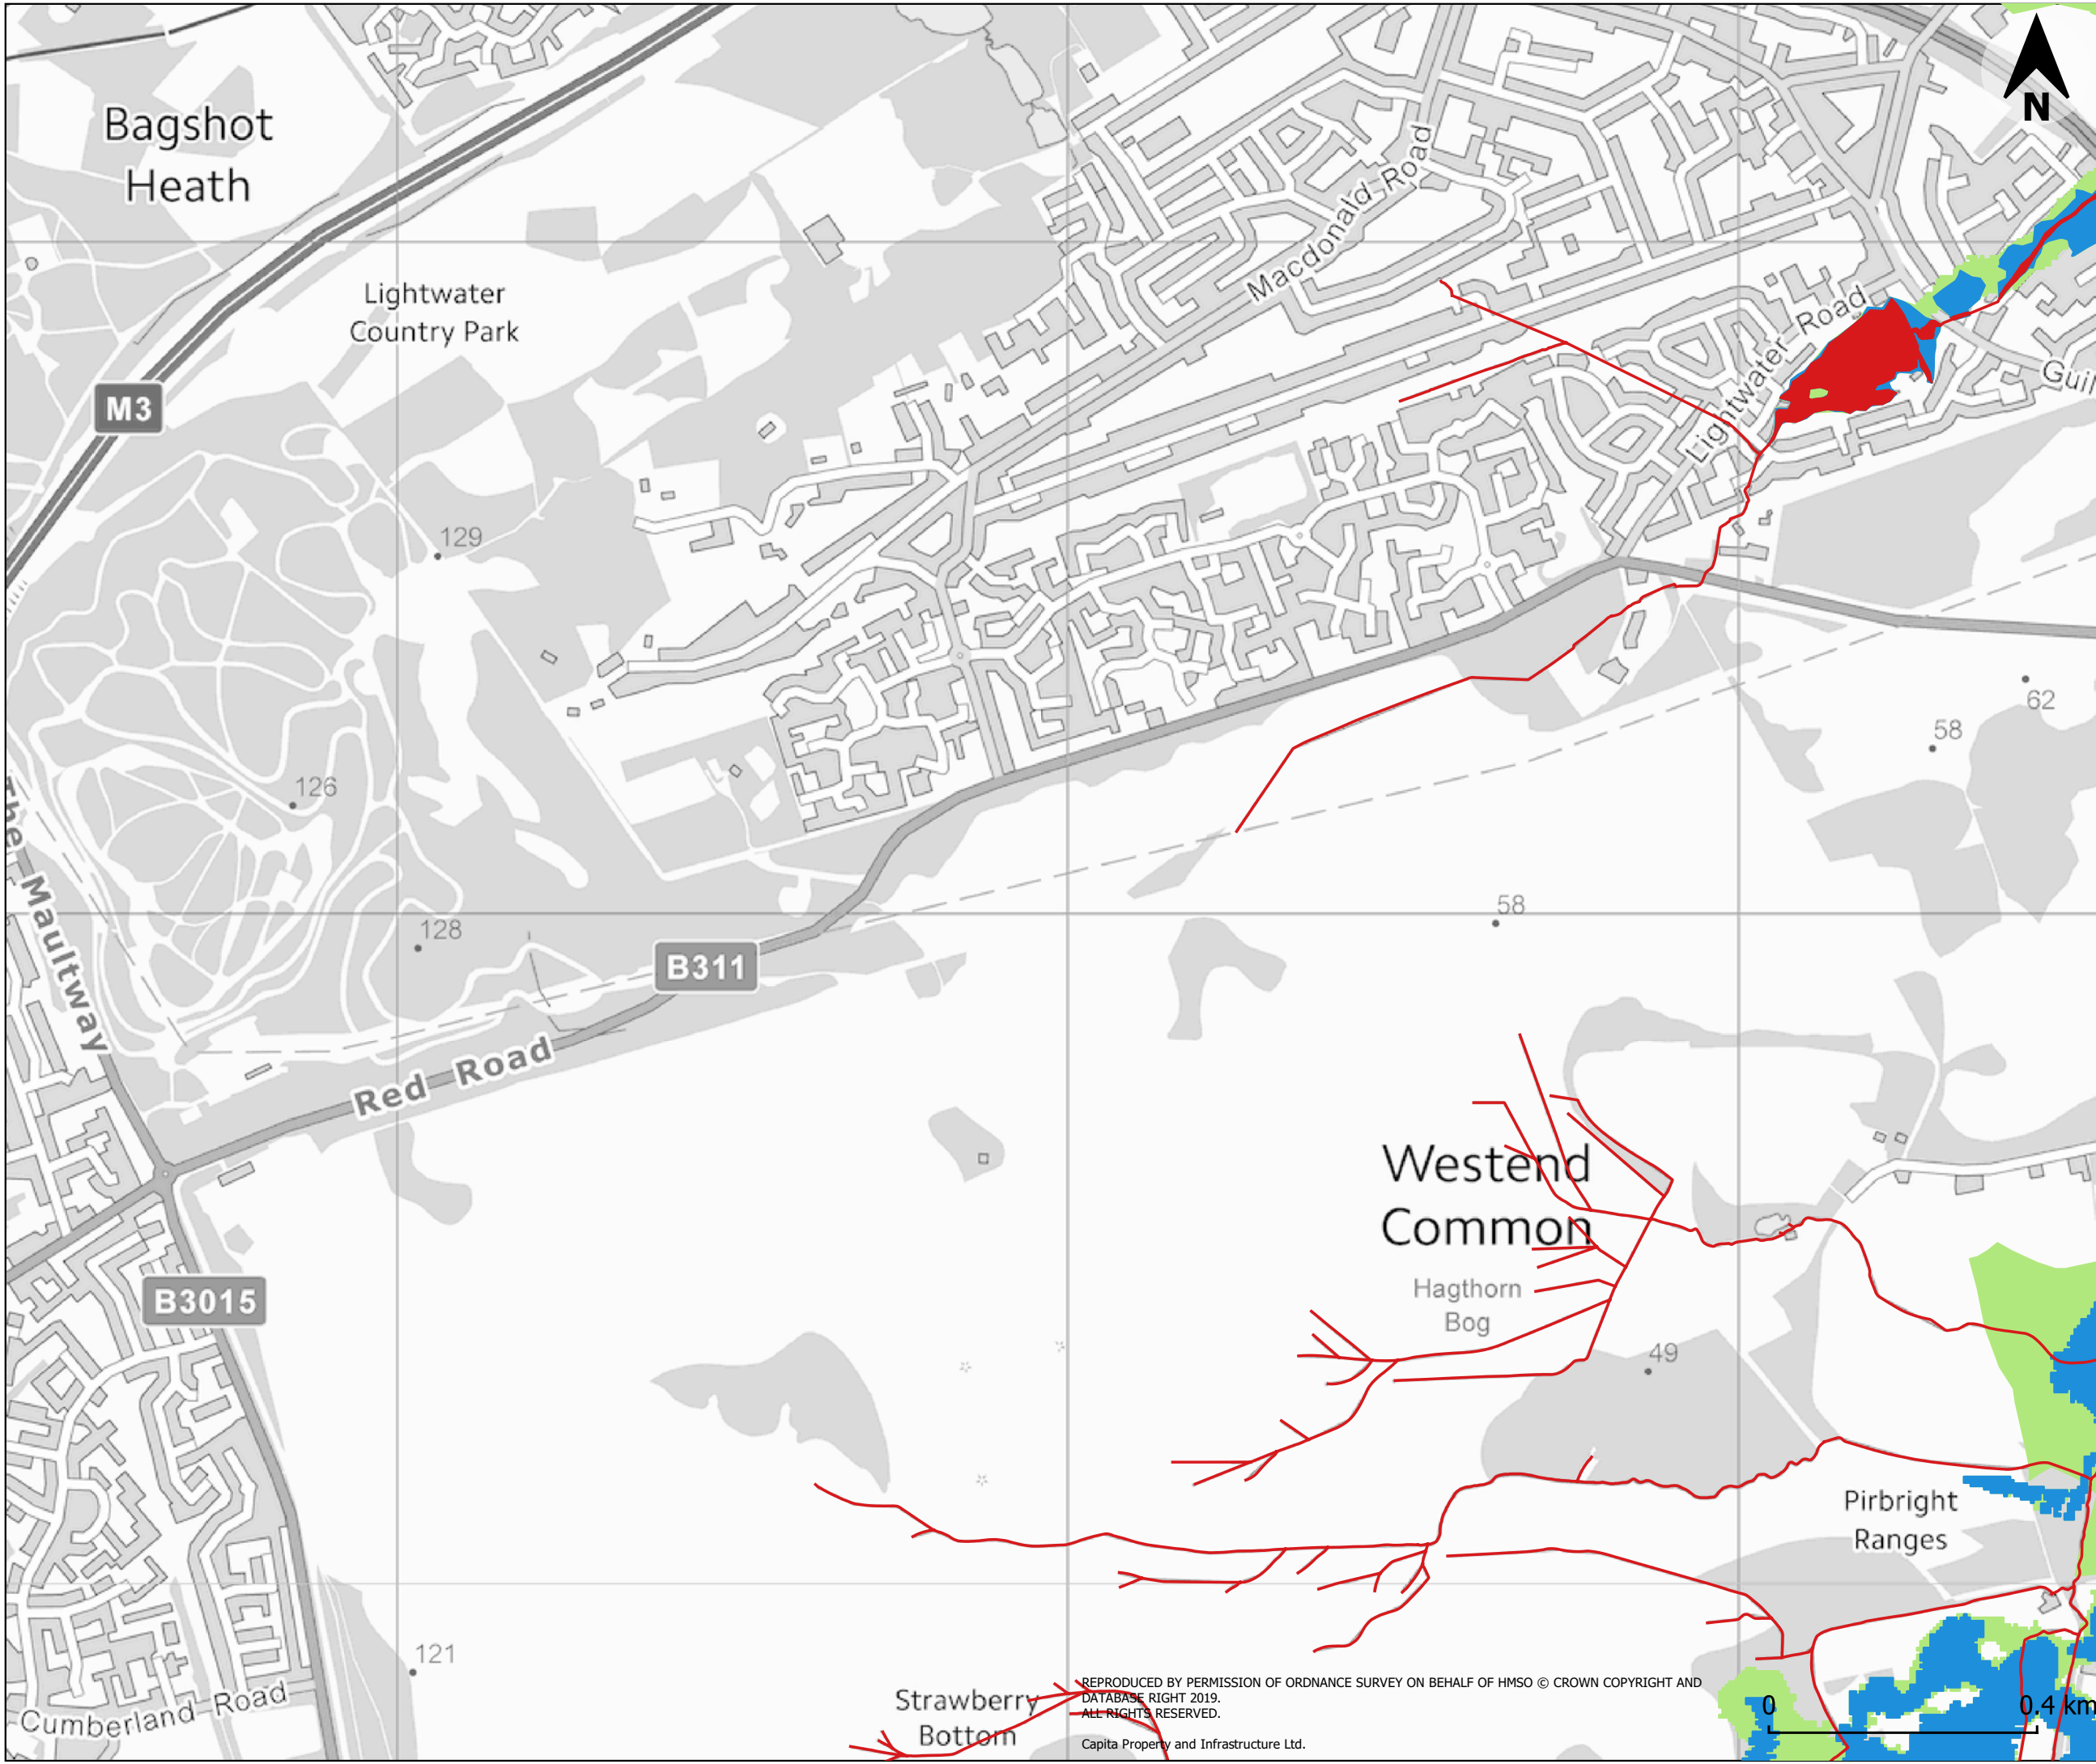 N
Bagshot
Heath
Macdonald Road
Lightwater
Country Park
Lightwater Road
Guil
M3
129
62
58
126
The Maultway
58
128
B311
Red Road
Westend
Common
Hagthorn
Bog
B3015
49
Pirbright
Ranges
121
Strawberry
Bottom
Cumberland Road
REPRODUCED BY PERMISSION OF ORDNANCE SURVEY ON BEHALF OF HMSO © CROWN COPYRIGHT AND
DATABASE RIGHT 2019.
ALL RIGHTS RESERVED.
Capita Property and Infrastructure Ltd.
0 0.4 km